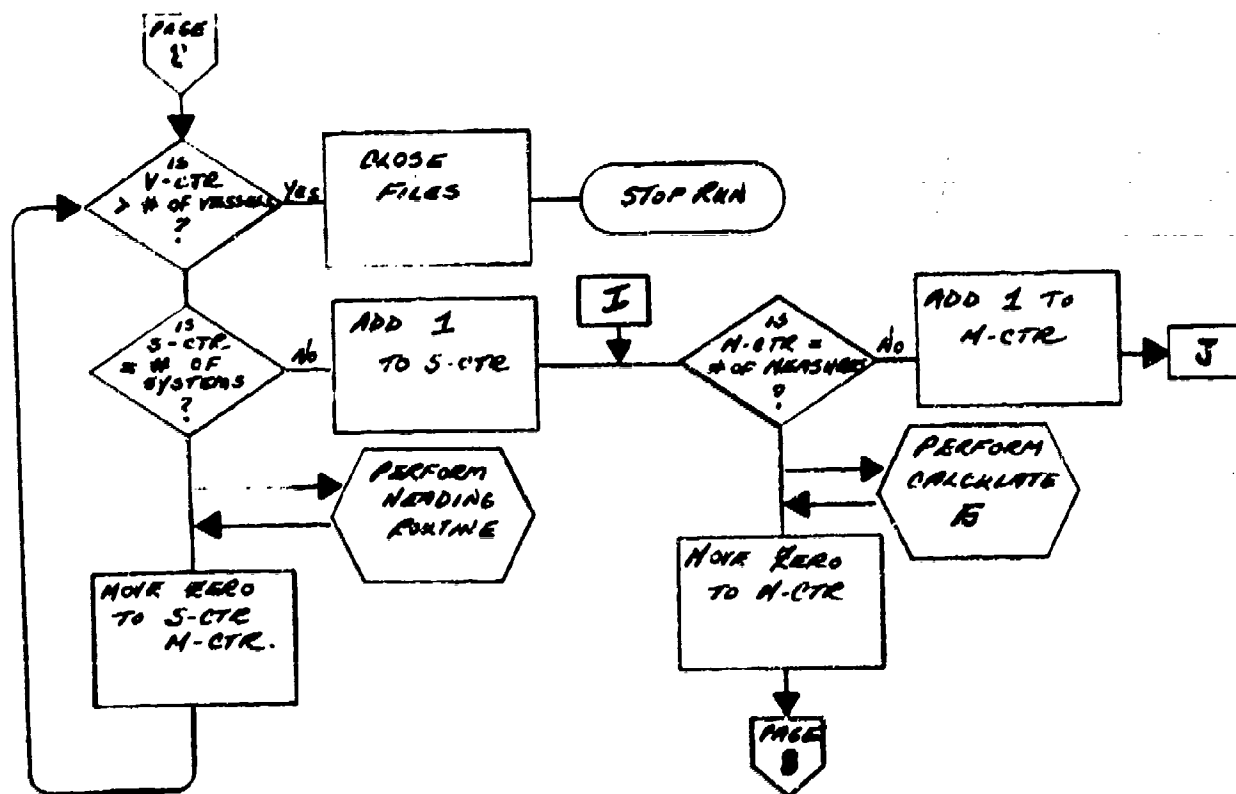 PAGE
IS
V-CTR
> # OF VESSELS
?
YES
CLOSE
FILES
STOP RUN
IS
S-CTR
= # OF
SYSTEMS
?
NO
ADD 1
TO S-CTR
I
IS
M-CTR =
# OF MEASURES
?
NO
ADD 1 TO
M-CTR
J
PERFORM
HEADING
ROUTINE
PERFORM
CALCULATE
MOVE ZERO
TO S-CTR
M-CTR.
MOVE ZERO
TO M-CTR
PAGE